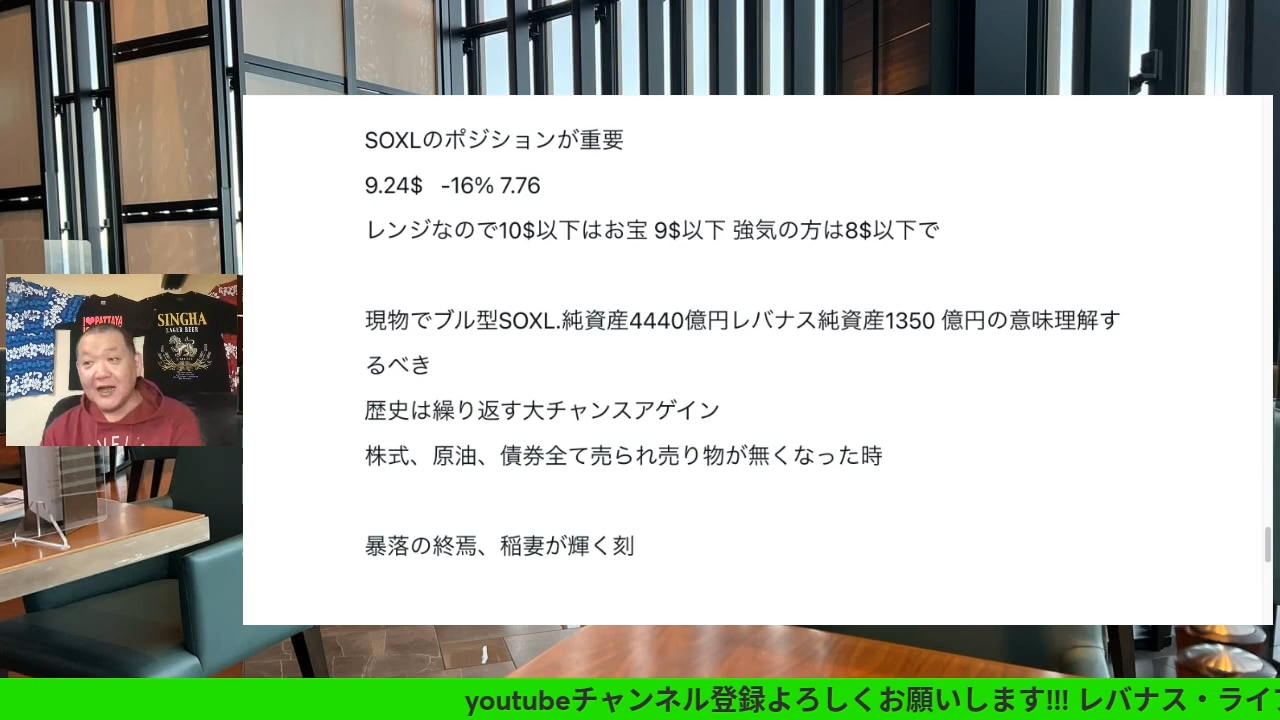 SOXLのポジションが重要
9.24$ -16% 7.76
レンジなので10$以下はお宝 9$以下 強気の方は8$以下で
現物でブル型SOXL.純資産4440億円レバナス純資産1350 億円の意味理解す
るべき
歴史は繰り返す大チャンスアゲイン
株式、原油、債券全て売られ売り物が無くなった時
暴落の終焉、稲妻が輝く刻
PATTAYA
SINGHA
LAGER BEER
youtubeチャンネル登録よろしくお願いします!!! レバナス・ライ